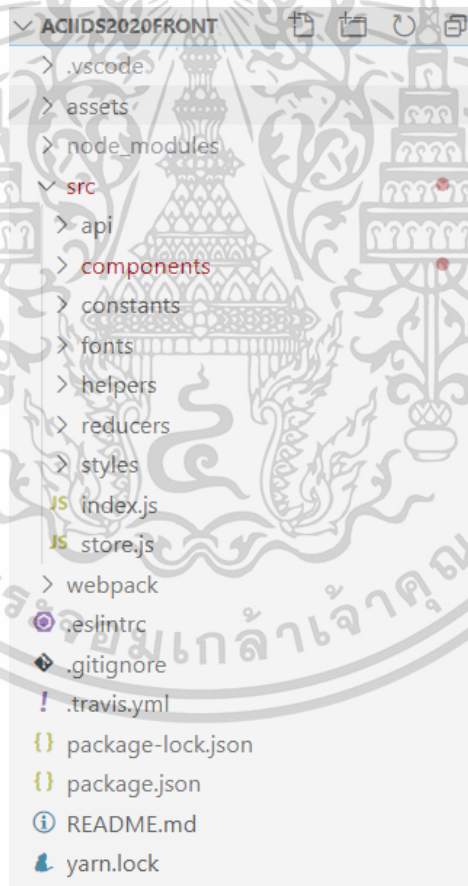 ACIIDS2020FRONT
.vscode
assets
node_modules
src
api
components
constants
fonts
helpers
reducers
styles
JS index.js
JS store.js
webpack
.eslintrc
.gitignore
! .travis.yml
{} package-lock.json
{} package.json
README.md
yarn.lock